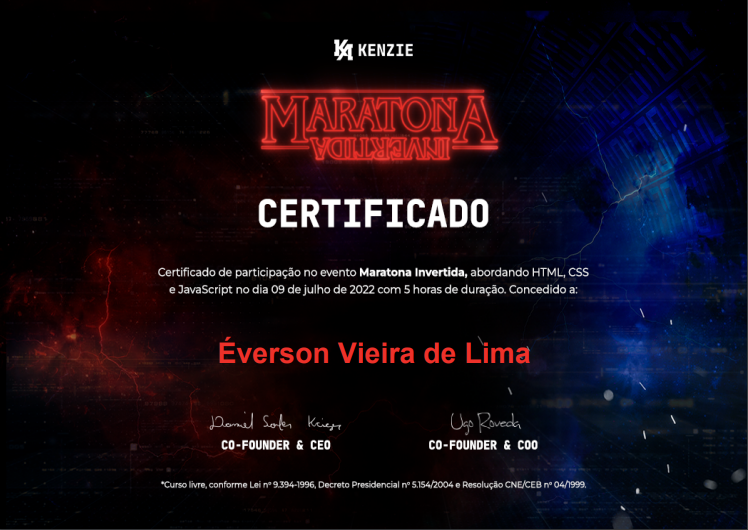 KA KENZIE
MARATONA
INVERTIDA
CERTIFICADO
Certificado de participação no evento Maratona Invertida, abordando HTML, CSS
e JavaScript no dia 09 de julho de 2022 com 5 horas de duração. Concedido a:
Éverson Vieira de Lima
Ugo Roveda
CO-FOUNDER & CEO CO-FOUNDER & COO
*Curso livre, conforme Lei nº 9.394-1996, Decreto Presidencial nº 5.154/2004 e Resolução CNE/CEB nº 04/1999.